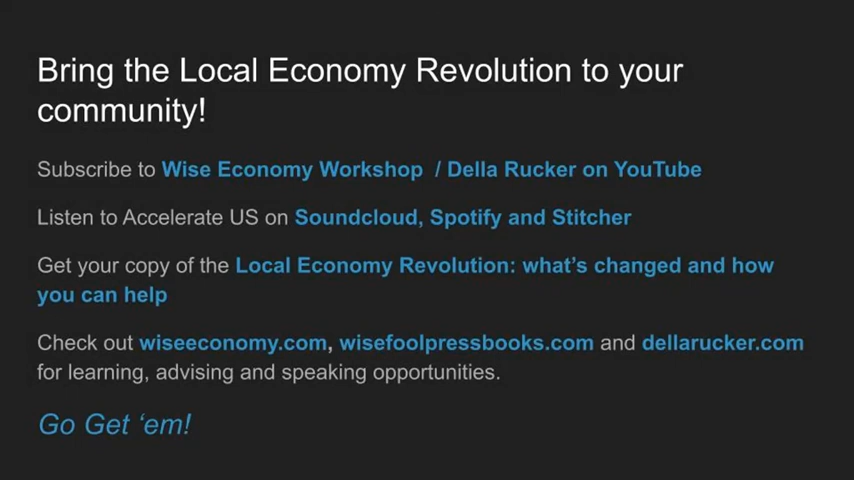 Bring the Local Economy Revolution to your
community!
Subscribe to Wise Economy Workshop / Della Rucker on YouTube
Listen to Accelerate US on Soundcloud, Spotify and Stitcher
Get your copy of the Local Economy Revolution: what’s changed and how
you can help
Check out wiseeconomy.com, wisefoolpressbooks.com and dellarucker.com
for learning, advising and speaking opportunities.
Go Get ‘em!